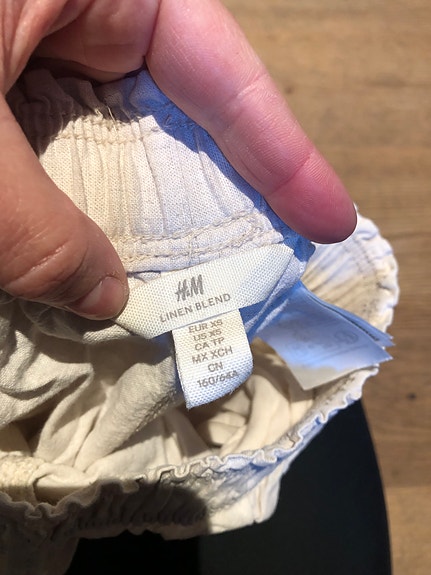 H&M
LINEN BLEND
EUR XS
US XS
CA TP
MX XCH
CN
160/64A